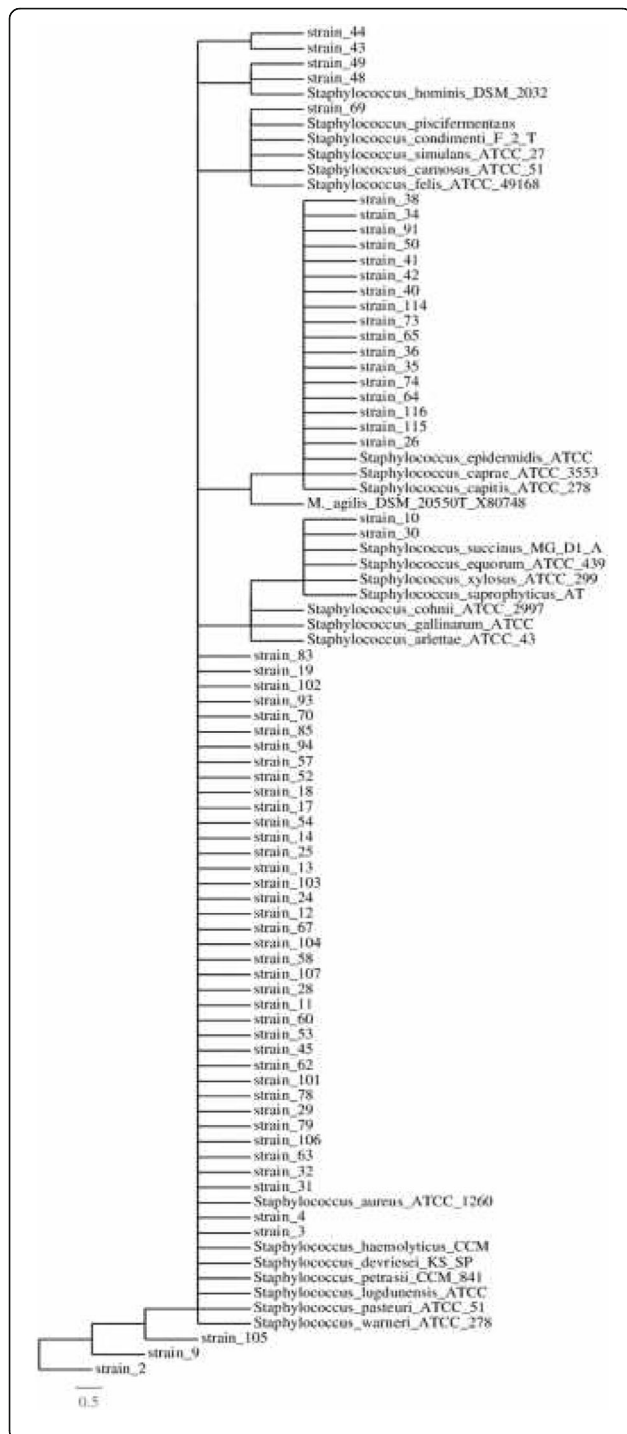 strain_44
strain_43
strain_49
strain_48
Staphylococcus_hominis_DSM_2032
strain_69
Staphylococcus_piscifermentans
Staphylococcus_condimenti_F_2_T
Staphylococcus_simulans_ATCC_27
Staphylococcus_carnosus_ATCC_51
Staphylococcus_felis_ATCC_49168
strain_38
strain_34
strain_91
strain_50
strain_41
strain_42
strain_40
strain_114
strain_73
strain_65
strain_36
strain_35
strain_74
strain_64
strain_116
strain_115
strain_26
Staphylococcus_epidermidis_ATCC
Staphylococcus_caprae_ATCC_3553
Staphylococcus_capitis_ATCC_278
M._agilis_DSM_20550T_X80748
strain_10
strain_30
Staphylococcus_succinus_MG_D1_A
Staphylococcus_equorum_ATCC_439
Staphylococcus_xylosus_ATCC_299
Staphylococcus_saprophyticus_AT
Staphylococcus_cohnii_ATCC_2997
Staphylococcus_gallinarum_ATCC
Staphylococcus_arlettae_ATCC_43
strain_83
strain_19
strain_102
strain_93
strain_70
strain_85
strain_94
strain_57
strain_52
strain_18
strain_17
strain_54
strain_14
strain_25
strain_13
strain_103
strain_24
strain_12
strain_67
strain_104
strain_58
strain_107
strain_28
strain_11
strain_60
strain_53
strain_45
strain_62
strain_101
strain_78
strain_29
strain_79
strain_106
strain_63
strain_32
strain_31
Staphylococcus_aureus_ATCC_1260
strain_4
strain_3
Staphylococcus_haemolyticus_CCM
Staphylococcus_devriesei_KS_SP
Staphylococcus_petrasii_CCM_841
Staphylococcus_lugdunensis_ATCC
Staphylococcus_pasteuri_ATCC_51
Staphylococcus_warneri_ATCC_278
strain_105
strain_9
strain_2
0.5